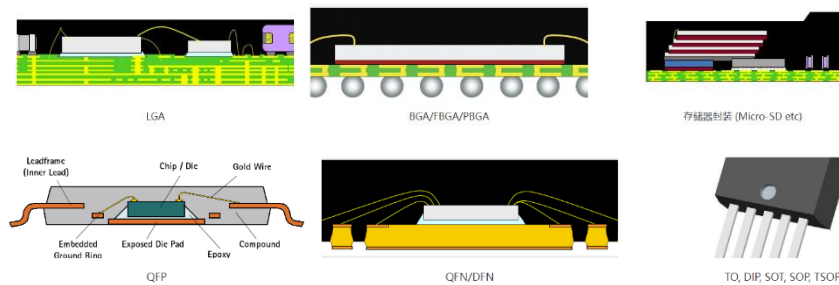 LGA
BGA/FBGA/PBGA
存储器封装 (Micro-SD etc)
Leadframe
(Inner Lead)
Chip / Die
Gold Wire
Embedded
Ground Ring
Exposed Die Pad
Epoxy
Compound
QFP
QFN/DFN
TO, DIP, SOT, SOP, TSOP